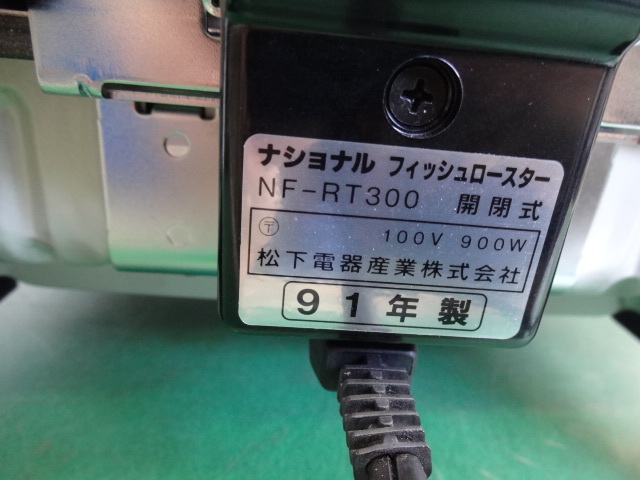 ナショナル フィッシュロースター
NF-RT300 開閉式
〒 100V 900W
松下電器産業株式会社
91年製